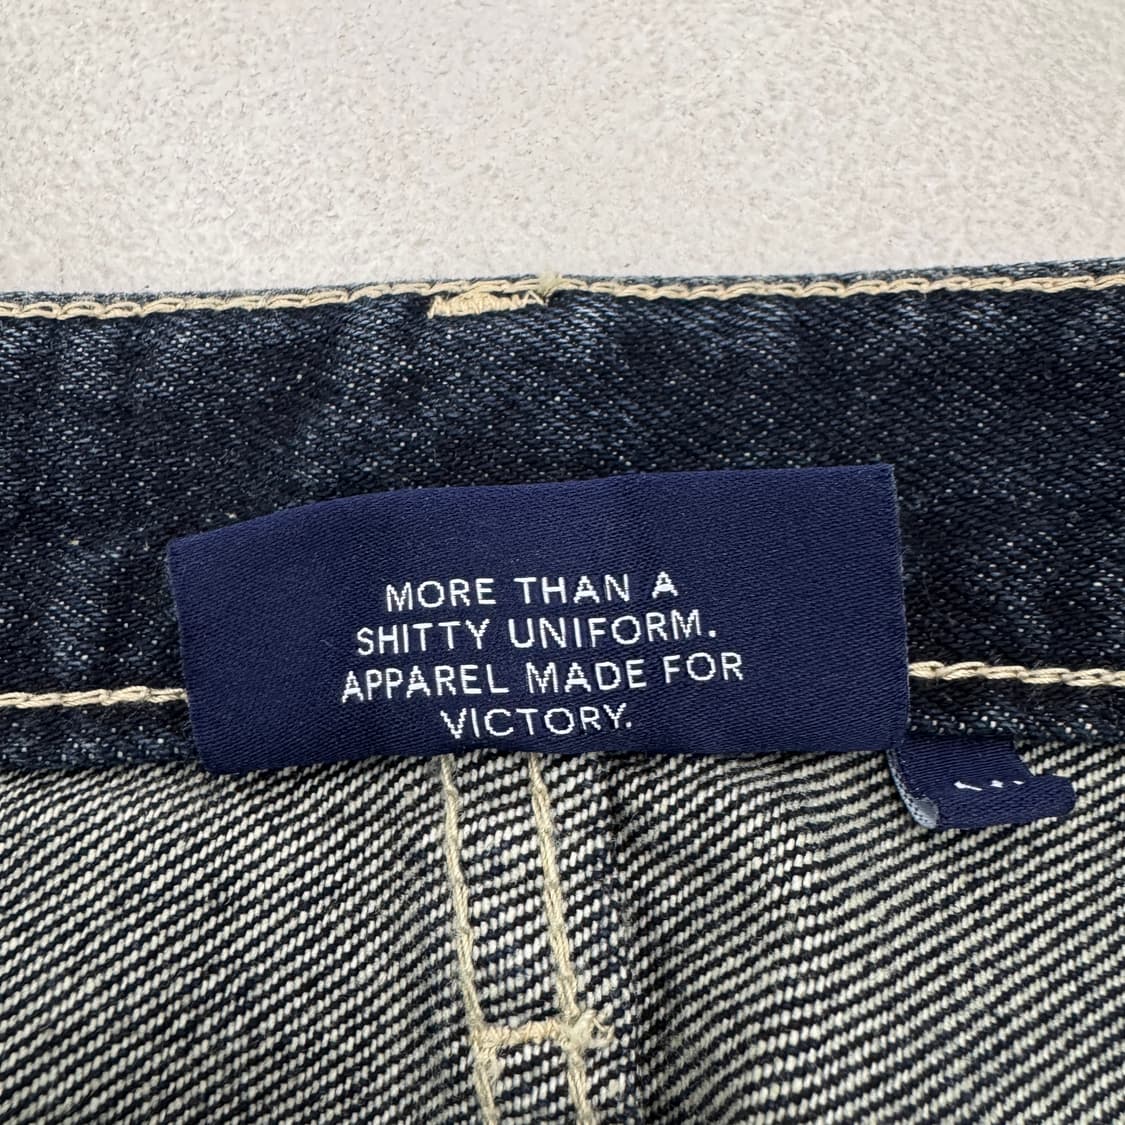 MORE THAN A
SHITTY UNIFORM.
APPAREL MADE FOR
VICTORY.